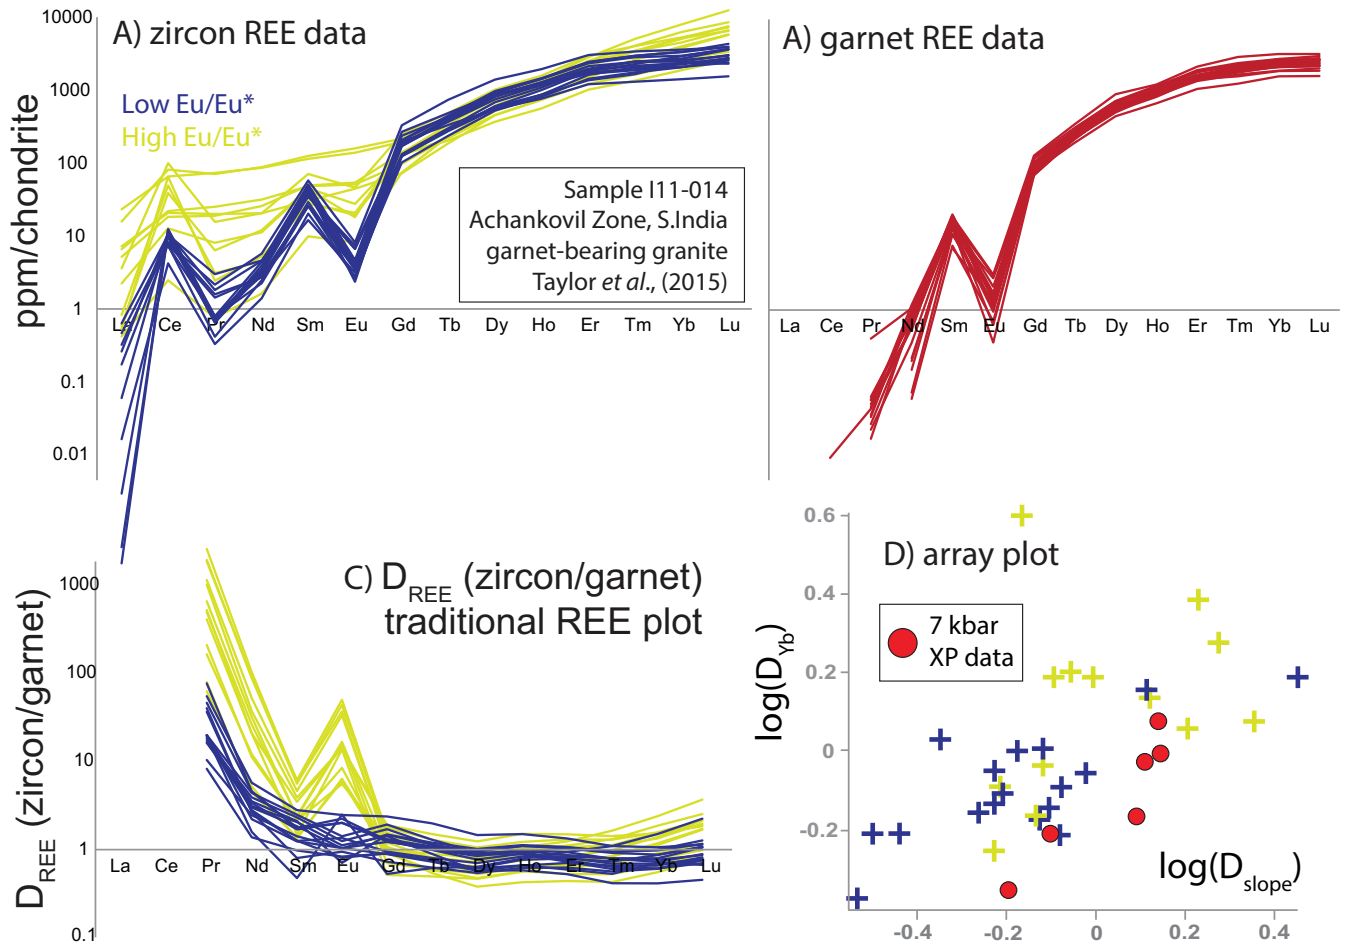 A) zircon REE data
ppm/chondrite
10000
1000
100
10
1
0.1
0.01
Low Eu/Eu*
High Eu/Eu*
Sample I11-014
Achankovil Zone, S.India
garnet-bearing granite
Taylor et al., (2015)
La Ce Pr Nd Sm Eu Gd Tb Dy Ho Er Tm Yb Lu
A) garnet REE data
La Ce Pr Nd Sm Eu Gd Tb Dy Ho Er Tm Yb Lu
C) DREE (zircon/garnet)
traditional REE plot
DREE (zircon/garnet)
1000
100
10
1
0.1
La Ce Pr Nd Sm Eu Gd Tb Dy Ho Er Tm Yb Lu
D) array plot
7 kbar
XP data
log(DYb)
0.6
0.4
0.2
0
-0.2
log(Dslope)
-0.4 -0.2 0 0.2 0.4